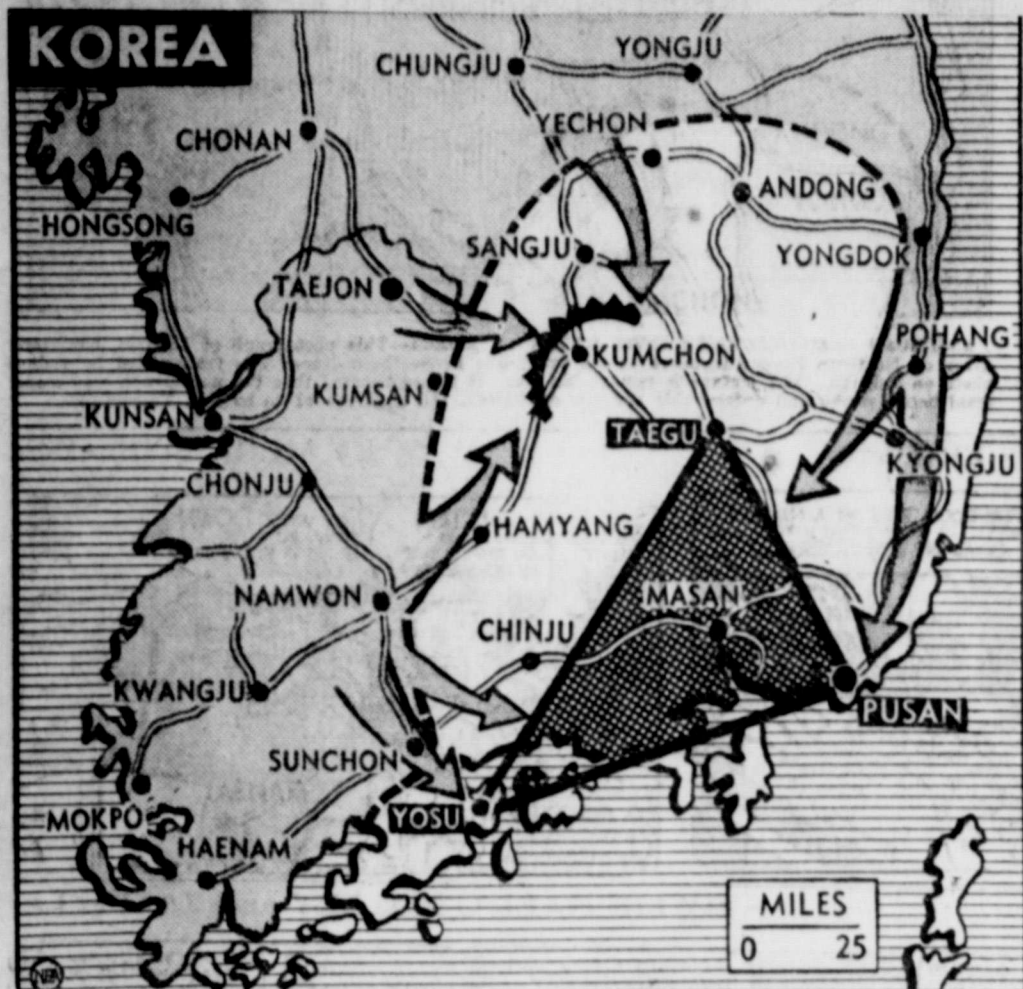 KOREA
YONGJU
CHUNGJU
YECHON
CHONAN
ANDONG
HONGSONG
SANGJU
YONGDOK
TAEJON
POHANG
KUMCHON
KUMSAN
KUNSAN
TAEGU
KYONGJU
CHONJU
HAMYANG
NAMWON
MASAN
CHINJU
KWANGJU
PUSAN
SUNCHON
MOKPO
YOSU
HAENAM
MILES
0 25
NEA